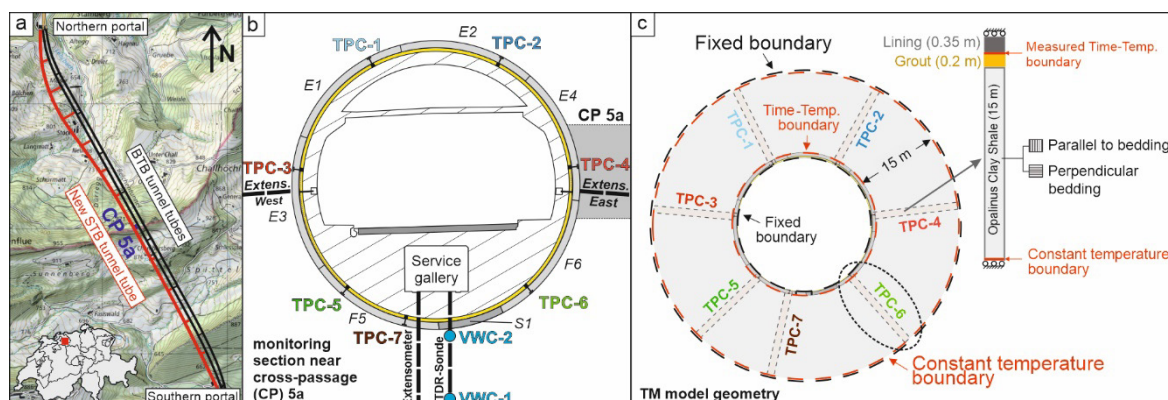 a
Northern portal
N
BTB tunnel tubes
CP 5a
New STB tunnel tube
Southern portal
b
TPC-1
E2
TPC-2
E1
E4
CP 5a
TPC-3
TPC-4
Extens.
West
Extens.
East
E3
Service
gallery
TPC-5
TPC-6
F6
F5
S1
TPC-7
VWC-2
monitoring
section near
cross-passage
(CP) 5a
Extensometer
TDR-Sonde
VWC-1
c
Fixed boundary
Lining (0.35 m)
Grout (0.2 m)
Measured Time-Temp.
boundary
TPC-1
Time-Temp.
boundary
TPC-2
15 m
Opalinus Clay Shale (15 m)
Parallel to bedding
Perpendicular
bedding
TPC-3
TPC-4
Fixed
boundary
Constant temperature
boundary
TPC-5
TPC-6
TPC-7
Constant temperature
boundary
TM model geometry